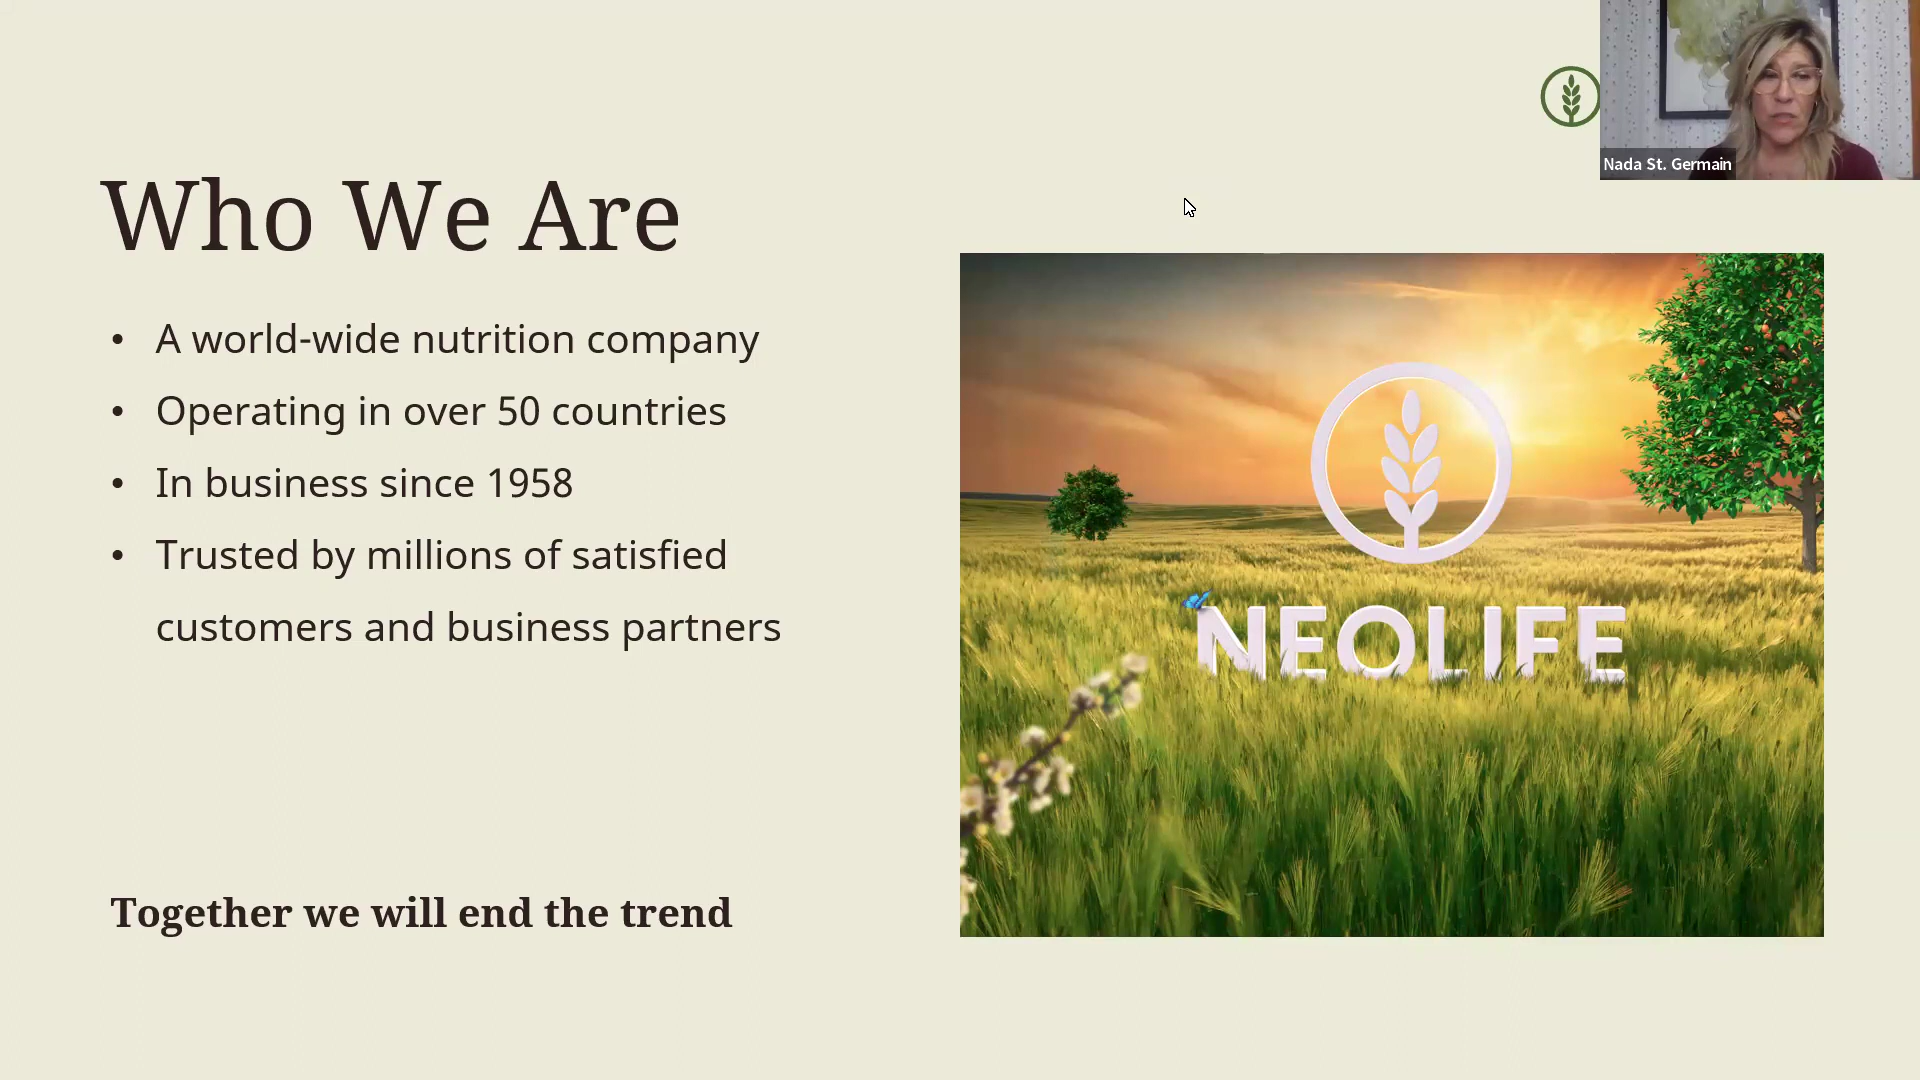 Nada St. Germain
Who We Are
• A world-wide nutrition company
• Operating in over 50 countries
• In business since 1958
• Trusted by millions of satisfied
customers and business partners
NEOLIFE
Together we will end the trend